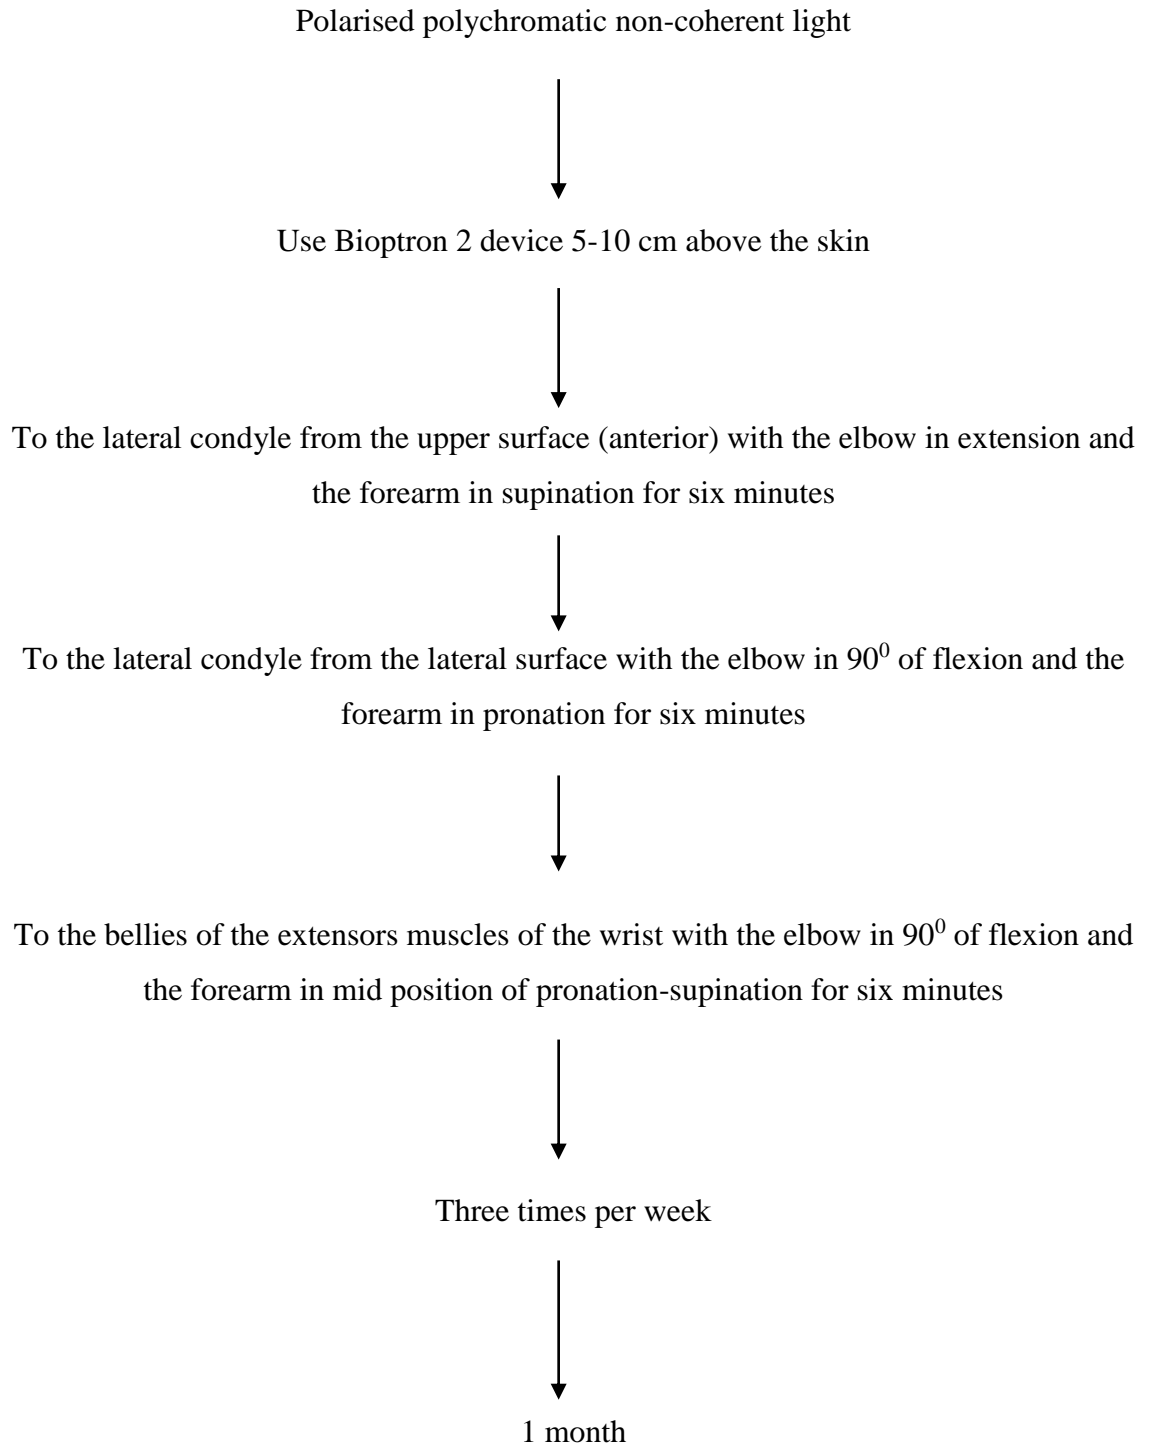 Polarised polychromatic non-coherent light
Use Bioptron 2 device 5-10 cm above the skin
To the lateral condyle from the upper surface (anterior) with the elbow in extension and
the forearm in supination for six minutes
To the lateral condyle from the lateral surface with the elbow in 90⁰ of flexion and the
forearm in pronation for six minutes
To the bellies of the extensors muscles of the wrist with the elbow in 90⁰ of flexion and
the forearm in mid position of pronation-supination for six minutes
Three times per week
1 month